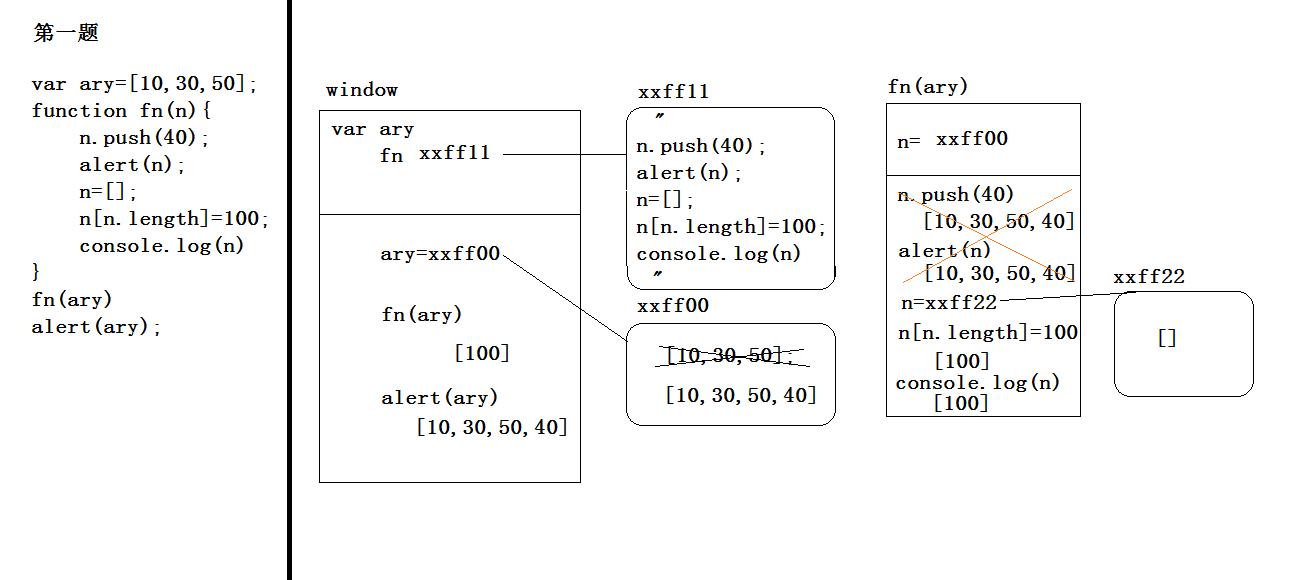 第一题
var ary=[10,30,50];
function fn(n){
n.push(40);
alert(n);
n=[];
n[n.length]=100;
console.log(n)
}
fn(ary)
alert(ary);
window
var ary
fn xxff11
ary=xxff00
fn(ary)
[100]
alert(ary)
[10,30,50,40]
xxff11
"
n.push(40);
alert(n);
n=[];
n[n.length]=100;
console.log(n)
"
xxff00
[10,30,50];
[10,30,50,40]
fn(ary)
n= xxff00
n.push(40)
[10,30,50,40]
alert(n)
[10,30,50,40]
n=xxff22
n[n.length]=100
[100]
console.log(n)
[100]
xxff22
[]